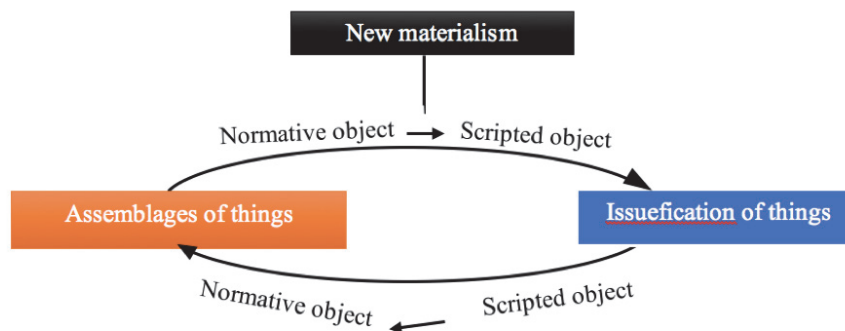 New materialism
Normative object
Scripted object
Assemblages of things
Issuefication of things
Normative object
Scripted object